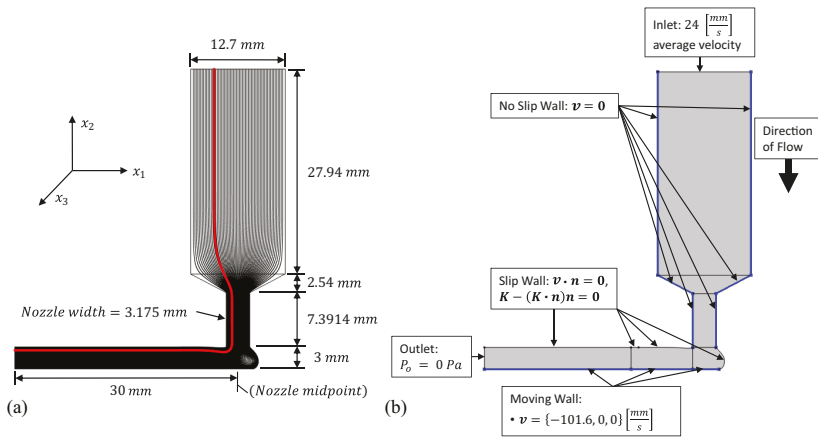 12.7 mm
x₂
x₁
x₃
27.94 mm
2.54 mm
Nozzle width = 3.175 mm
7.3914 mm
3 mm
30 mm
(Nozzle midpoint)
(a)
Inlet: 24 [mm/s]
average velocity
No Slip Wall: v = 0
Direction
of Flow
Slip Wall: v · n = 0,
K − (K · n)n = 0
Outlet:
Pₒ = 0 Pa
Moving Wall:
• v = {−101.6, 0, 0} [mm/s]
(b)